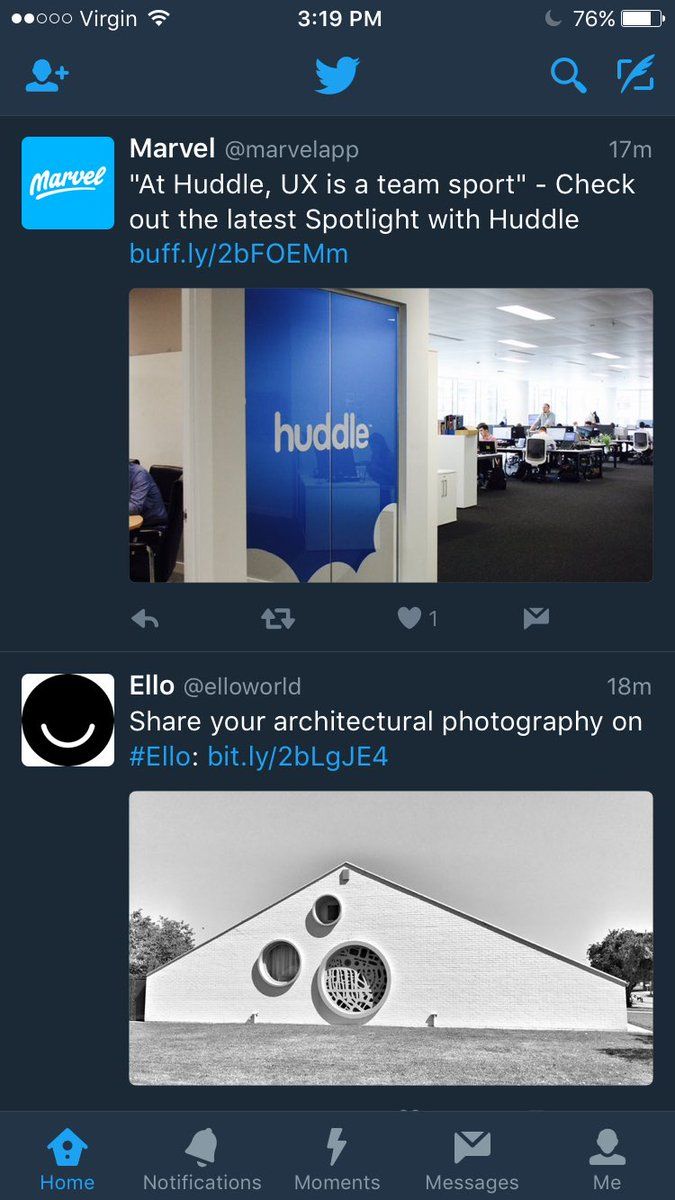 Virgin 3:19 PM 76%
Marvel @marvelapp 17m
Marvel
"At Huddle, UX is a team sport" - Check
out the latest Spotlight with Huddle
buff.ly/2bFOEMm
huddle
1
Ello @elloworld 18m
Share your architectural photography on
#Ello: bit.ly/2bLgJE4
Home Notifications Moments Messages Me